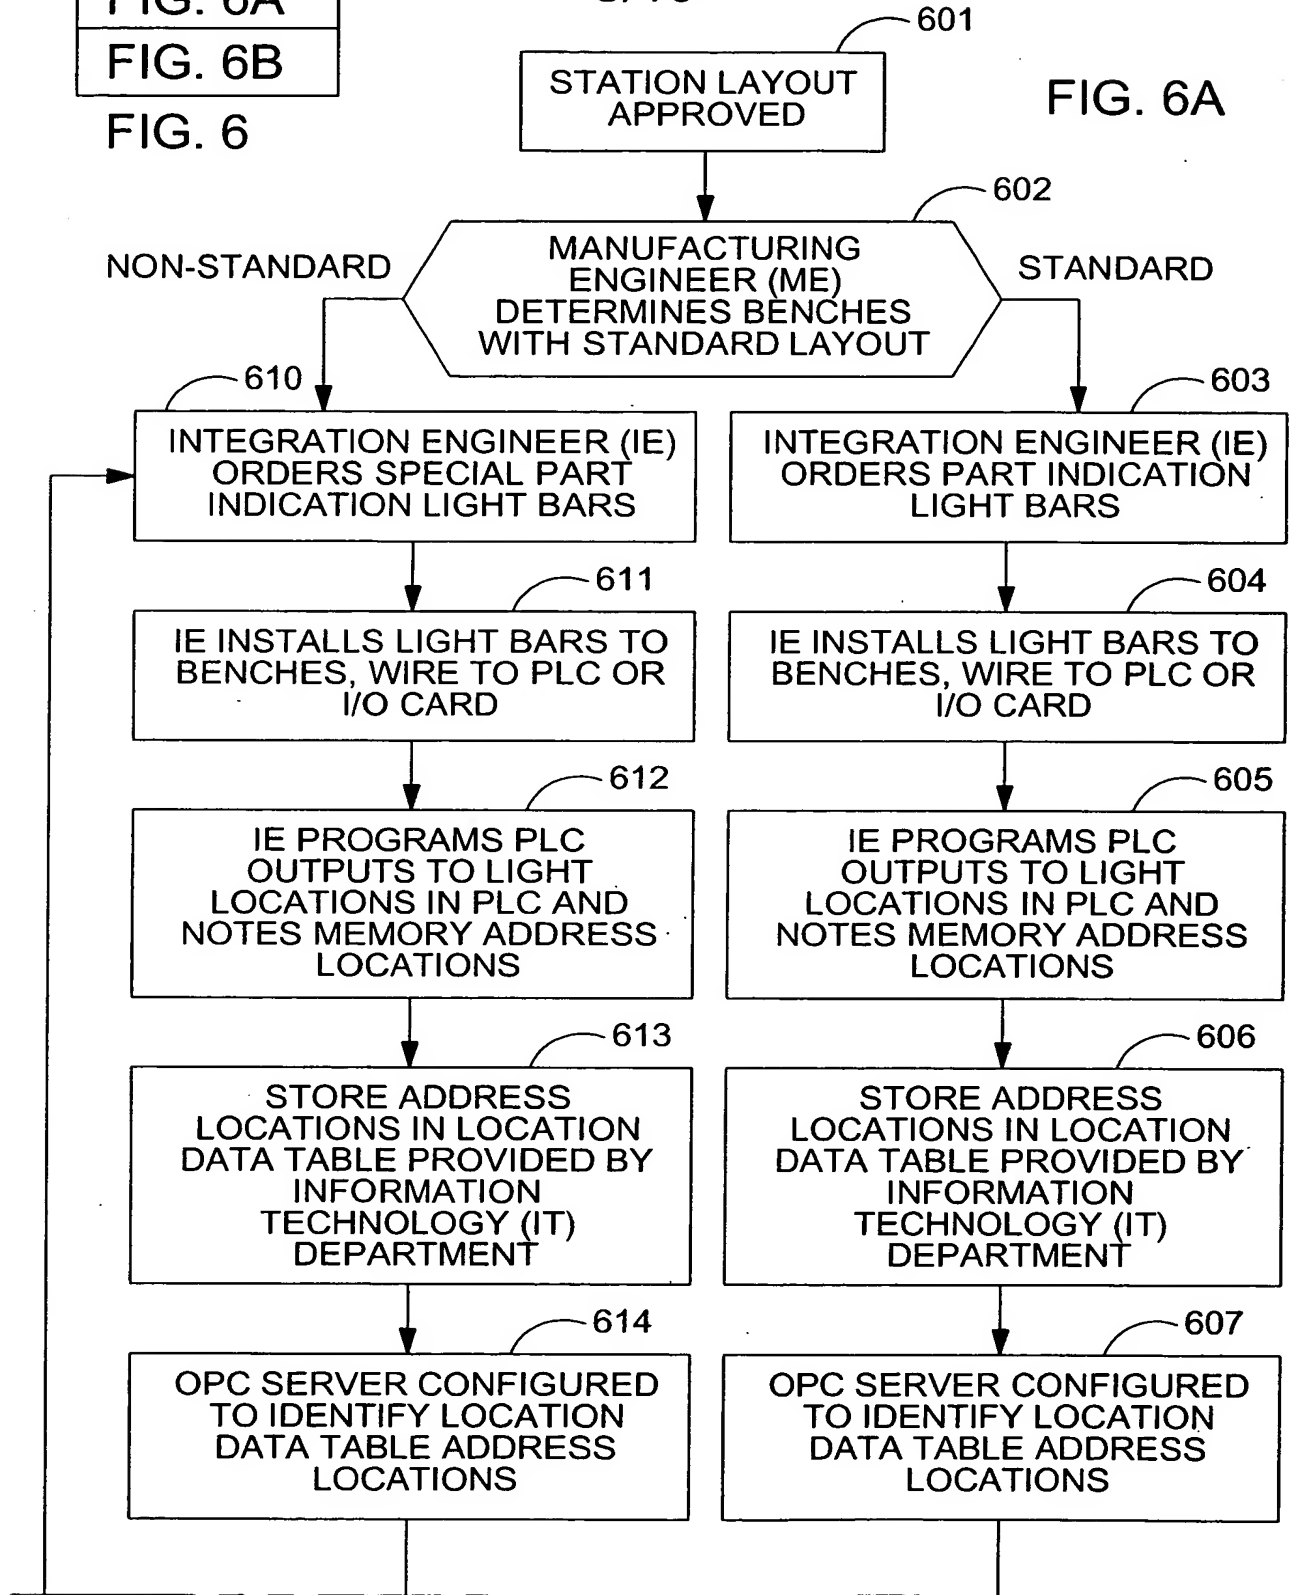 FIG. 6A
FIG. 6B
FIG. 6
601
STATION LAYOUT
APPROVED
FIG. 6A
602
MANUFACTURING
ENGINEER (ME)
DETERMINES BENCHES
WITH STANDARD LAYOUT
NON-STANDARD
STANDARD
610
INTEGRATION ENGINEER (IE)
ORDERS SPECIAL PART
INDICATION LIGHT BARS
603
INTEGRATION ENGINEER (IE)
ORDERS PART INDICATION
LIGHT BARS
611
IE INSTALLS LIGHT BARS TO
BENCHES, WIRE TO PLC OR
I/O CARD
604
IE INSTALLS LIGHT BARS TO
BENCHES, WIRE TO PLC OR
I/O CARD
612
IE PROGRAMS PLC
OUTPUTS TO LIGHT
LOCATIONS IN PLC AND
NOTES MEMORY ADDRESS
LOCATIONS
605
IE PROGRAMS PLC
OUTPUTS TO LIGHT
LOCATIONS IN PLC AND
NOTES MEMORY ADDRESS
LOCATIONS
613
STORE ADDRESS
LOCATIONS IN LOCATION
DATA TABLE PROVIDED BY
INFORMATION
TECHNOLOGY (IT)
DEPARTMENT
606
STORE ADDRESS
LOCATIONS IN LOCATION
DATA TABLE PROVIDED BY
INFORMATION
TECHNOLOGY (IT)
DEPARTMENT
614
OPC SERVER CONFIGURED
TO IDENTIFY LOCATION
DATA TABLE ADDRESS
LOCATIONS
607
OPC SERVER CONFIGURED
TO IDENTIFY LOCATION
DATA TABLE ADDRESS
LOCATIONS